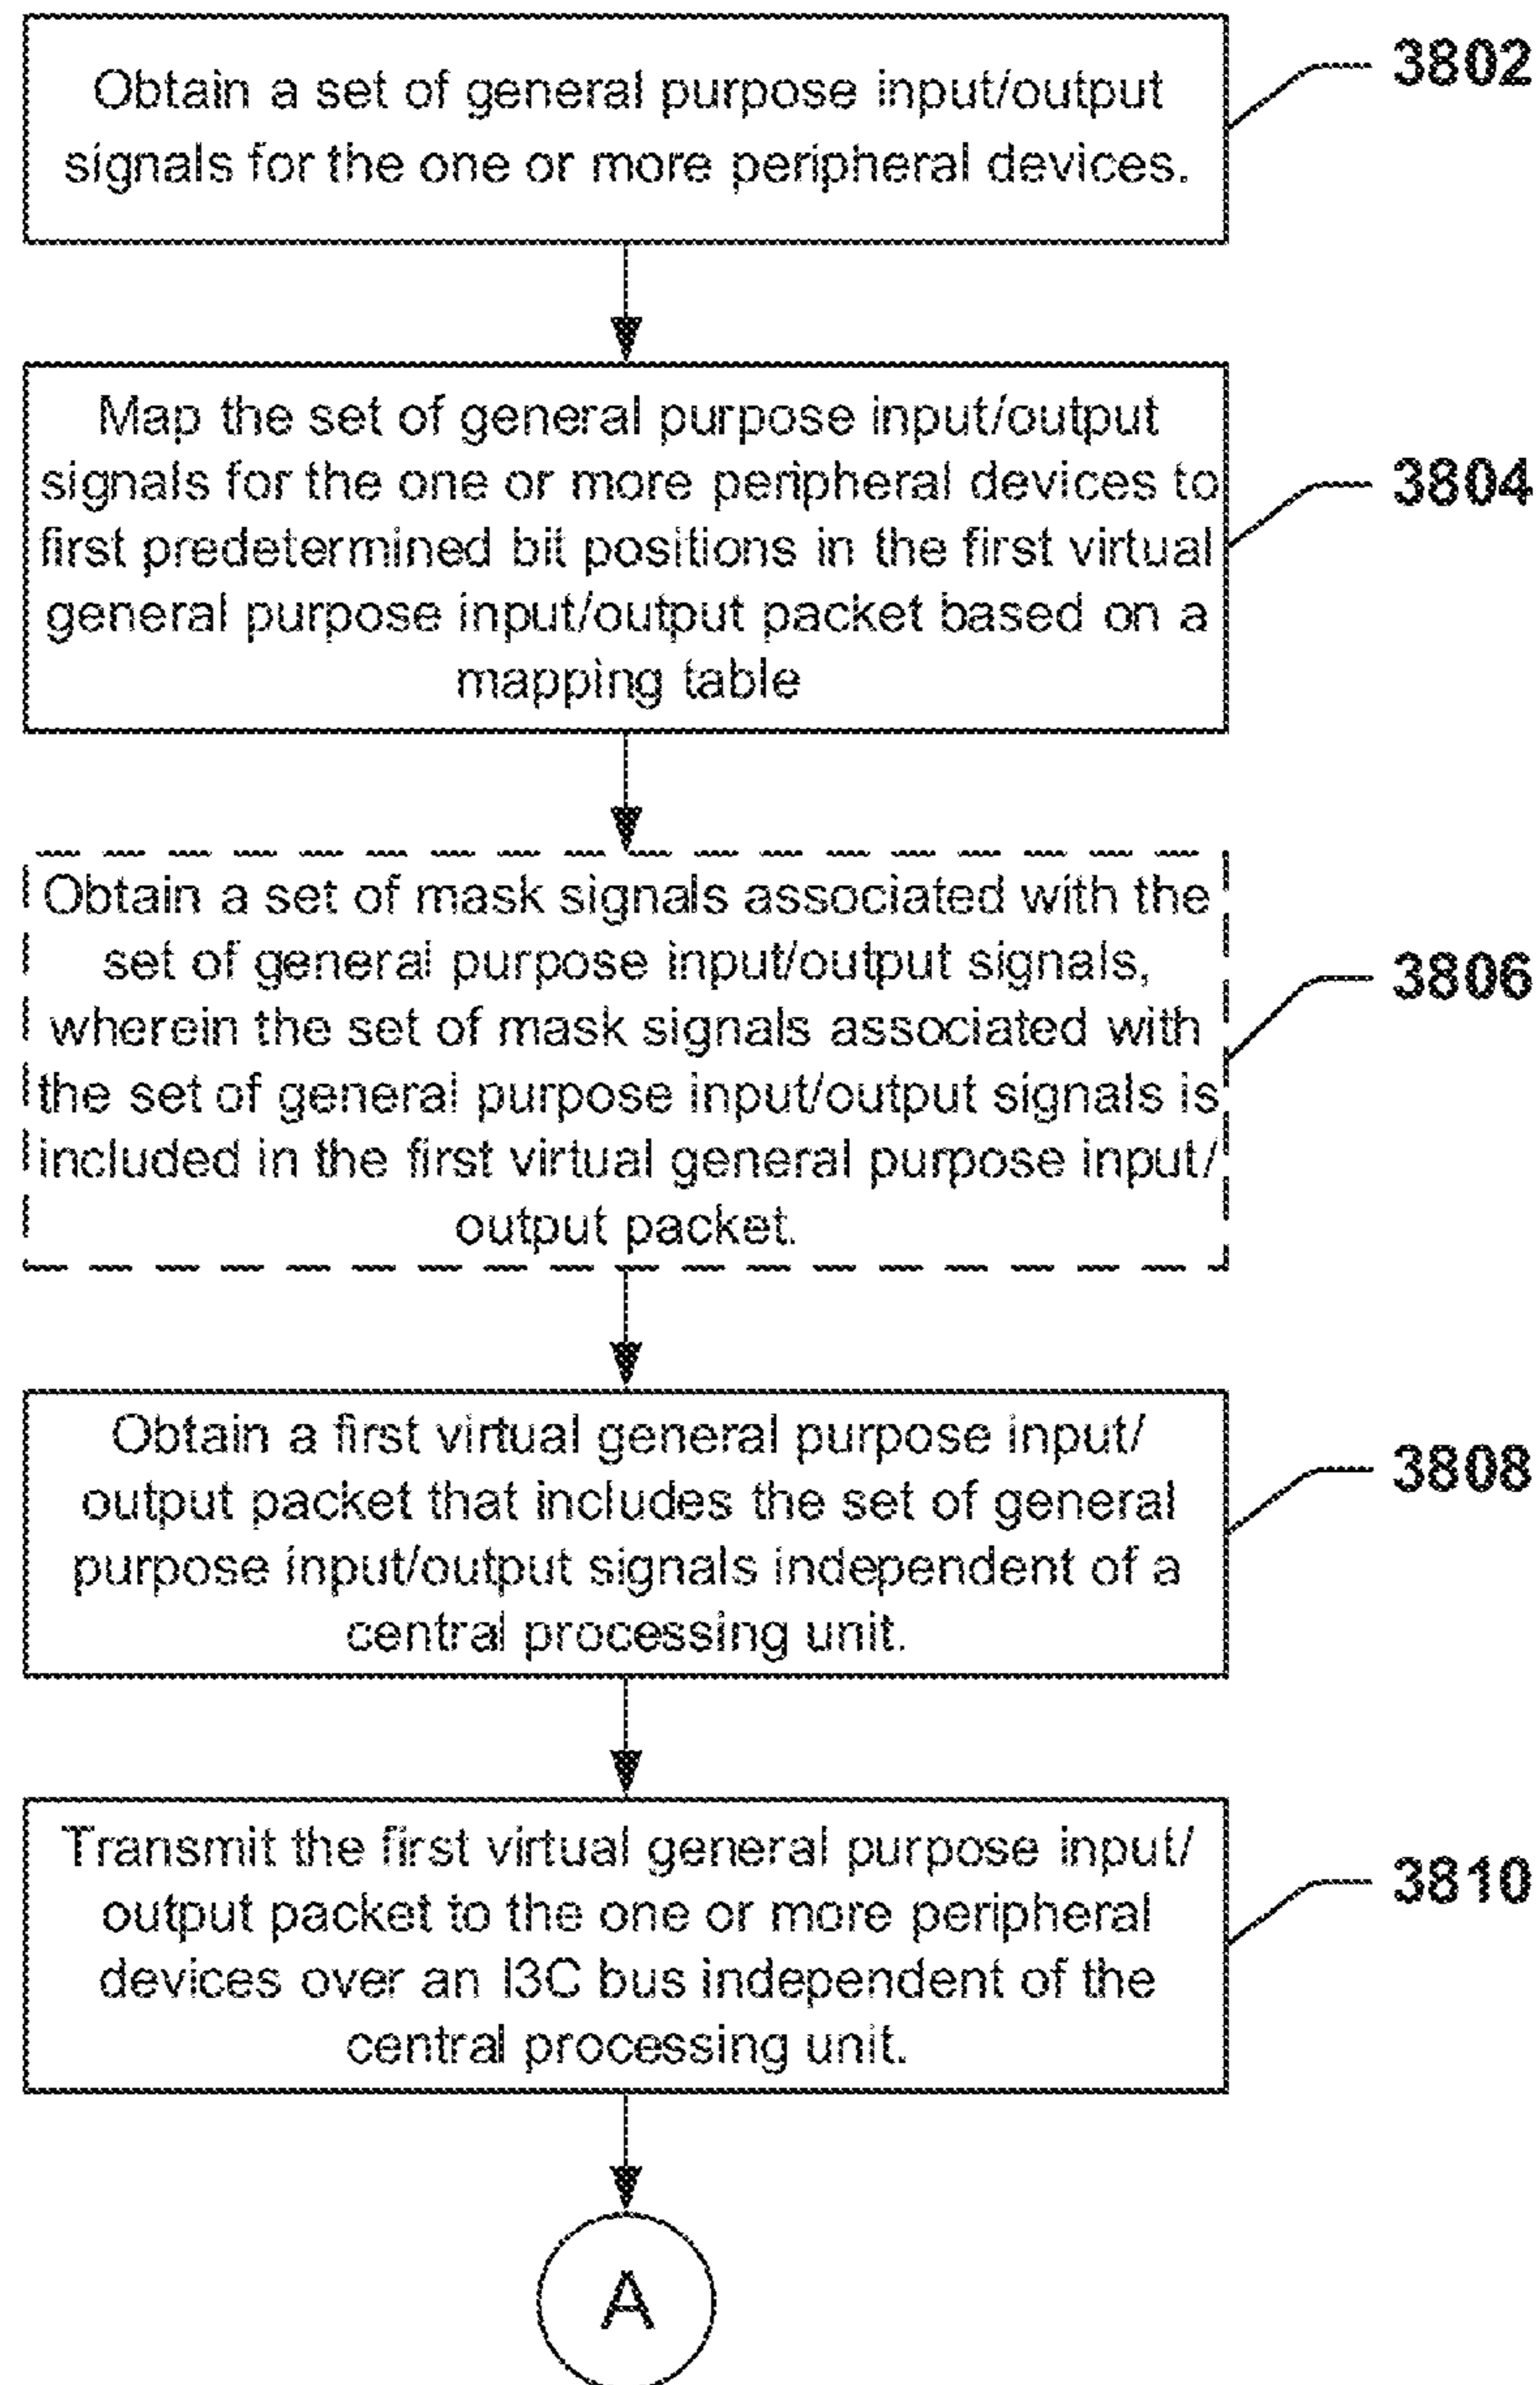 Obtain a set of general purpose input/output
signals for the one or more peripheral devices.
3802
Map the set of general purpose input/output
signals for the one or more peripheral devices to
first predetermined bit positions in the first virtual
general purpose input/output packet based on a
mapping table
3804
Obtain a set of mask signals associated with the
set of general purpose input/output signals,
wherein the set of mask signals associated with
the set of general purpose input/output signals is
included in the first virtual general purpose input/
output packet.
3806
Obtain a first virtual general purpose input/
output packet that includes the set of general
purpose input/output signals independent of a
central processing unit.
3808
Transmit the first virtual general purpose input/
output packet to the one or more peripheral
devices over an I3C bus independent of the
central processing unit.
3810
A